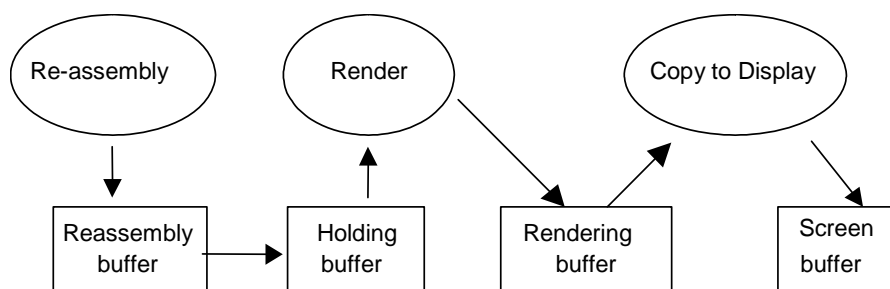 Re-assembly
Render
Copy to Display
Reassembly
buffer
Holding
buffer
Rendering
buffer
Screen
buffer